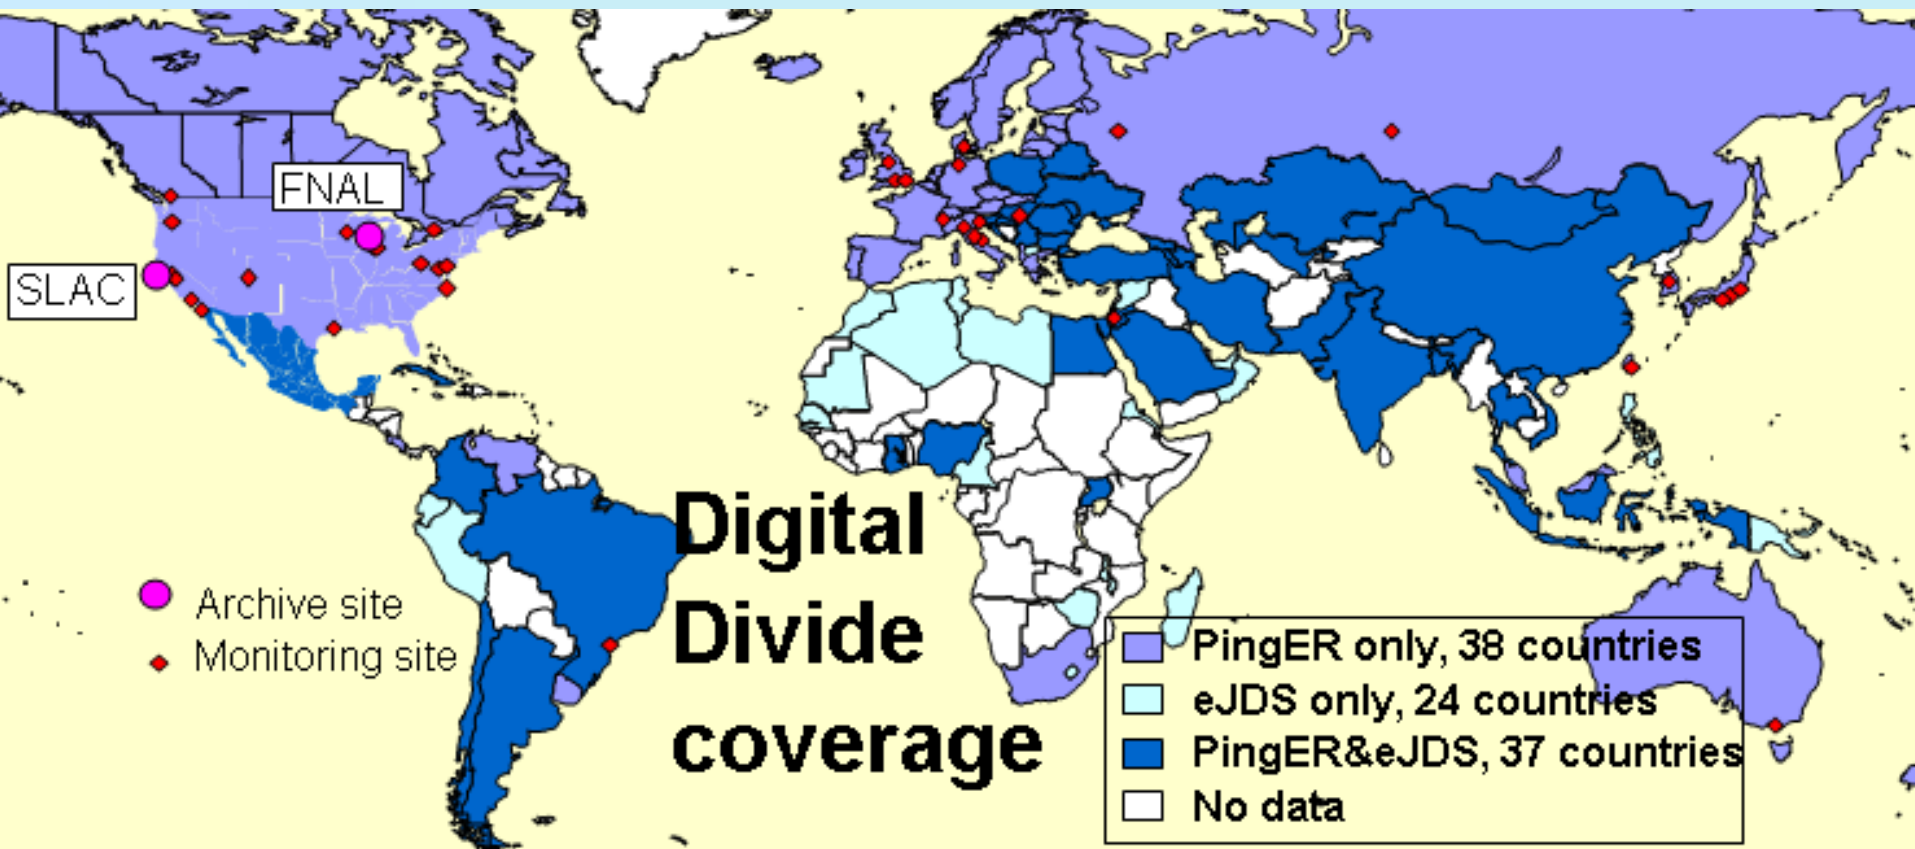 FNAL
SLAC
Digital
Divide
coverage
Archive site
Monitoring site
PingER only, 38 countries
eJDS only, 24 countries
PingER&eJDS, 37 countries
No data